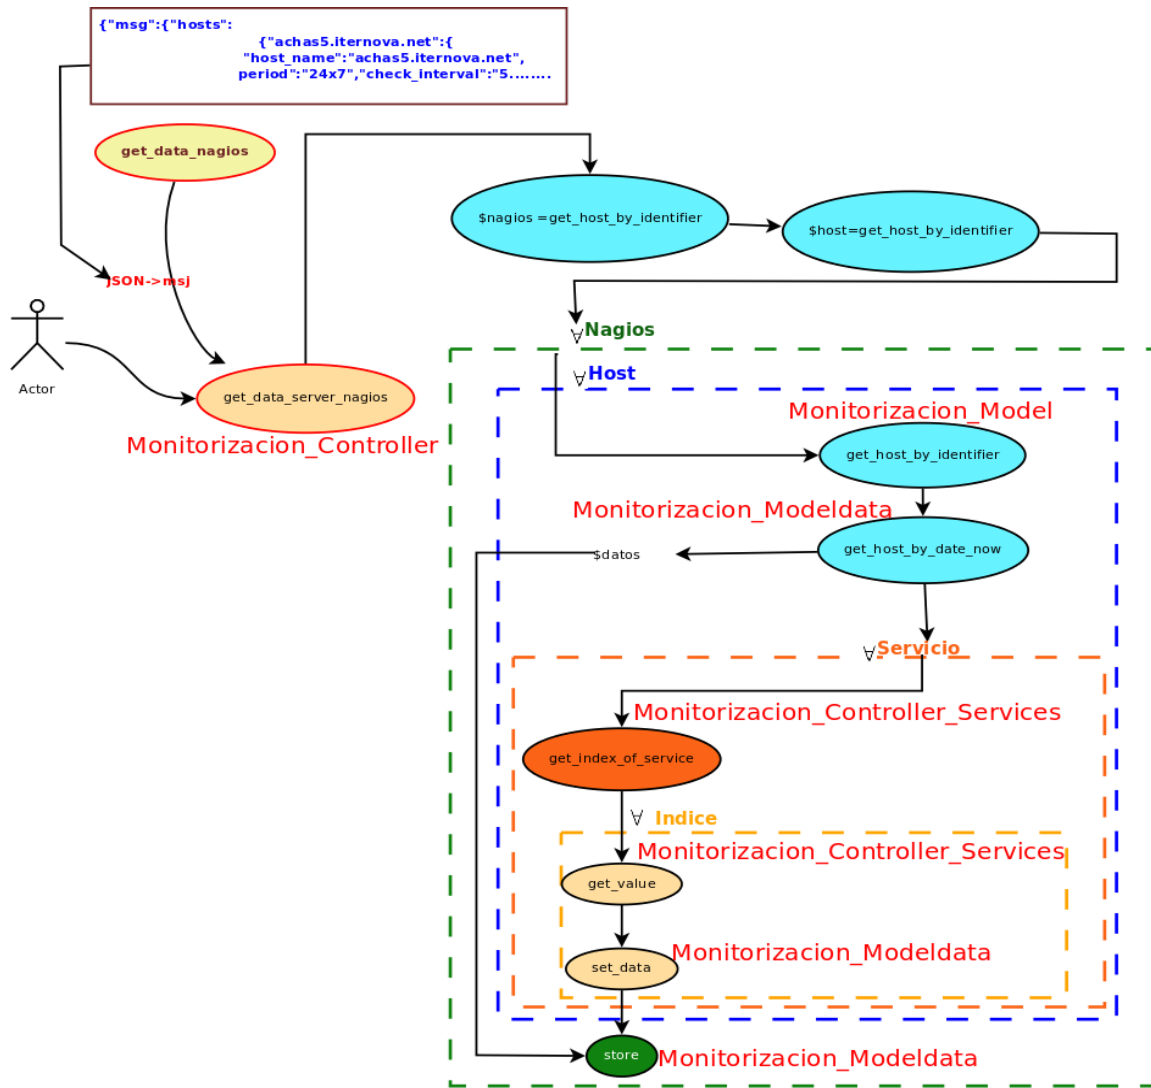 {"msg":{"hosts":
{"achas5.iternova.net":{
"host_name":"achas5.iternova.net",
period":"24x7","check_interval":"5........
get_data_nagios
$nagios =get_host_by_identifier
$host=get_host_by_identifier
JSON->msj
∀Nagios
Actor
get_data_server_nagios
Monitorizacion_Controller
∀Host
Monitorizacion_Model
get_host_by_identifier
Monitorizacion_Modeldata
get_host_by_date_now
$datos
∀Servicio
Monitorizacion_Controller_Services
get_index_of_service
∀ Indice
Monitorizacion_Controller_Services
get_value
Monitorizacion_Modeldata
set_data
store
Monitorizacion_Modeldata